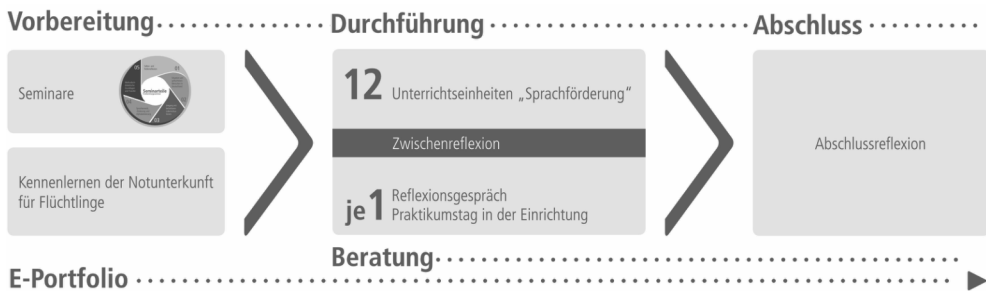 Vorbereitung
Seminare
Kennenlernen der Notunterkunft
für Flüchtlinge
Durchführung
12 Unterrichtseinheiten „Sprachförderung“
Zwischenreflexion
je 1 Reflexionsgespräch
Praktikumstag in der Einrichtung
Abschluss
Abschlussreflexion
Beratung
E-Portfolio